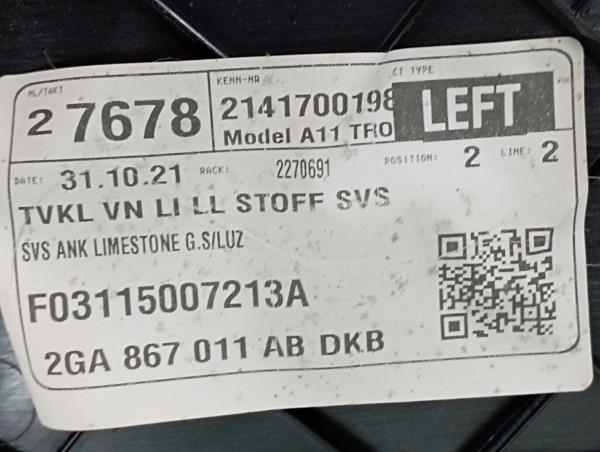 ML/TAKT KENN-NR CT TYPE
2 7678 2141700198 LEFT
Model A11 TRO
DATE: 31.10.21 RACK: 2270691 POSITION: 2 LINE: 2
TVKL VN LI LL STOFF SVS
SVS ANK LIMESTONE G.S/LUZ
F03115007213A
2GA 867 011 AB DKB